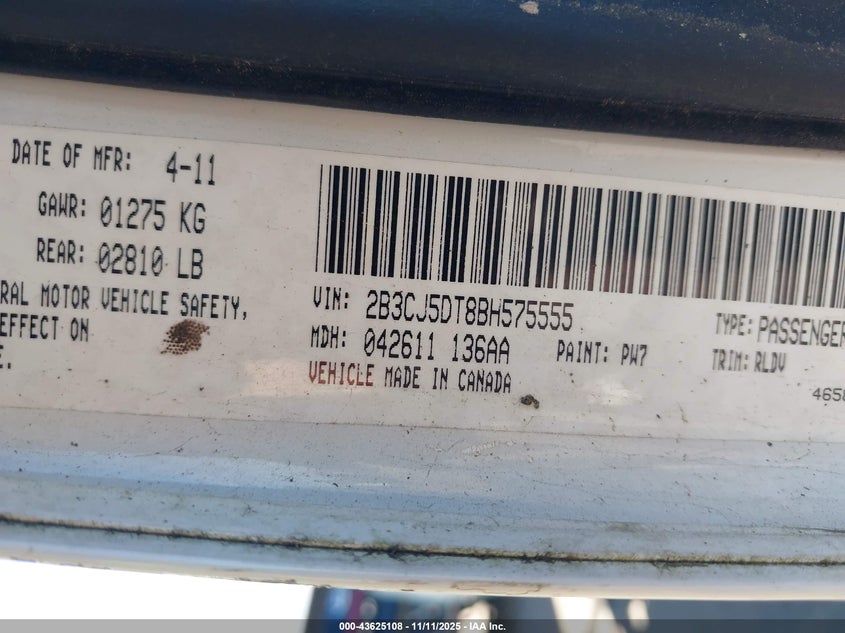 DATE OF MFR: 4-11
GAWR: 01275 KG
REAR: 02810 LB
RAL MOTOR VEHICLE SAFETY,
EFFECT ON
E.
VIN: 2B3CJ5DT8BH575555
MDH: 042611 136AA
PAINT: PW7
VEHICLE MADE IN CANADA
TYPE: PASSENGER
TRIM: RLDV
4658
000-43625108 - 11/11/2025 - IAA Inc.